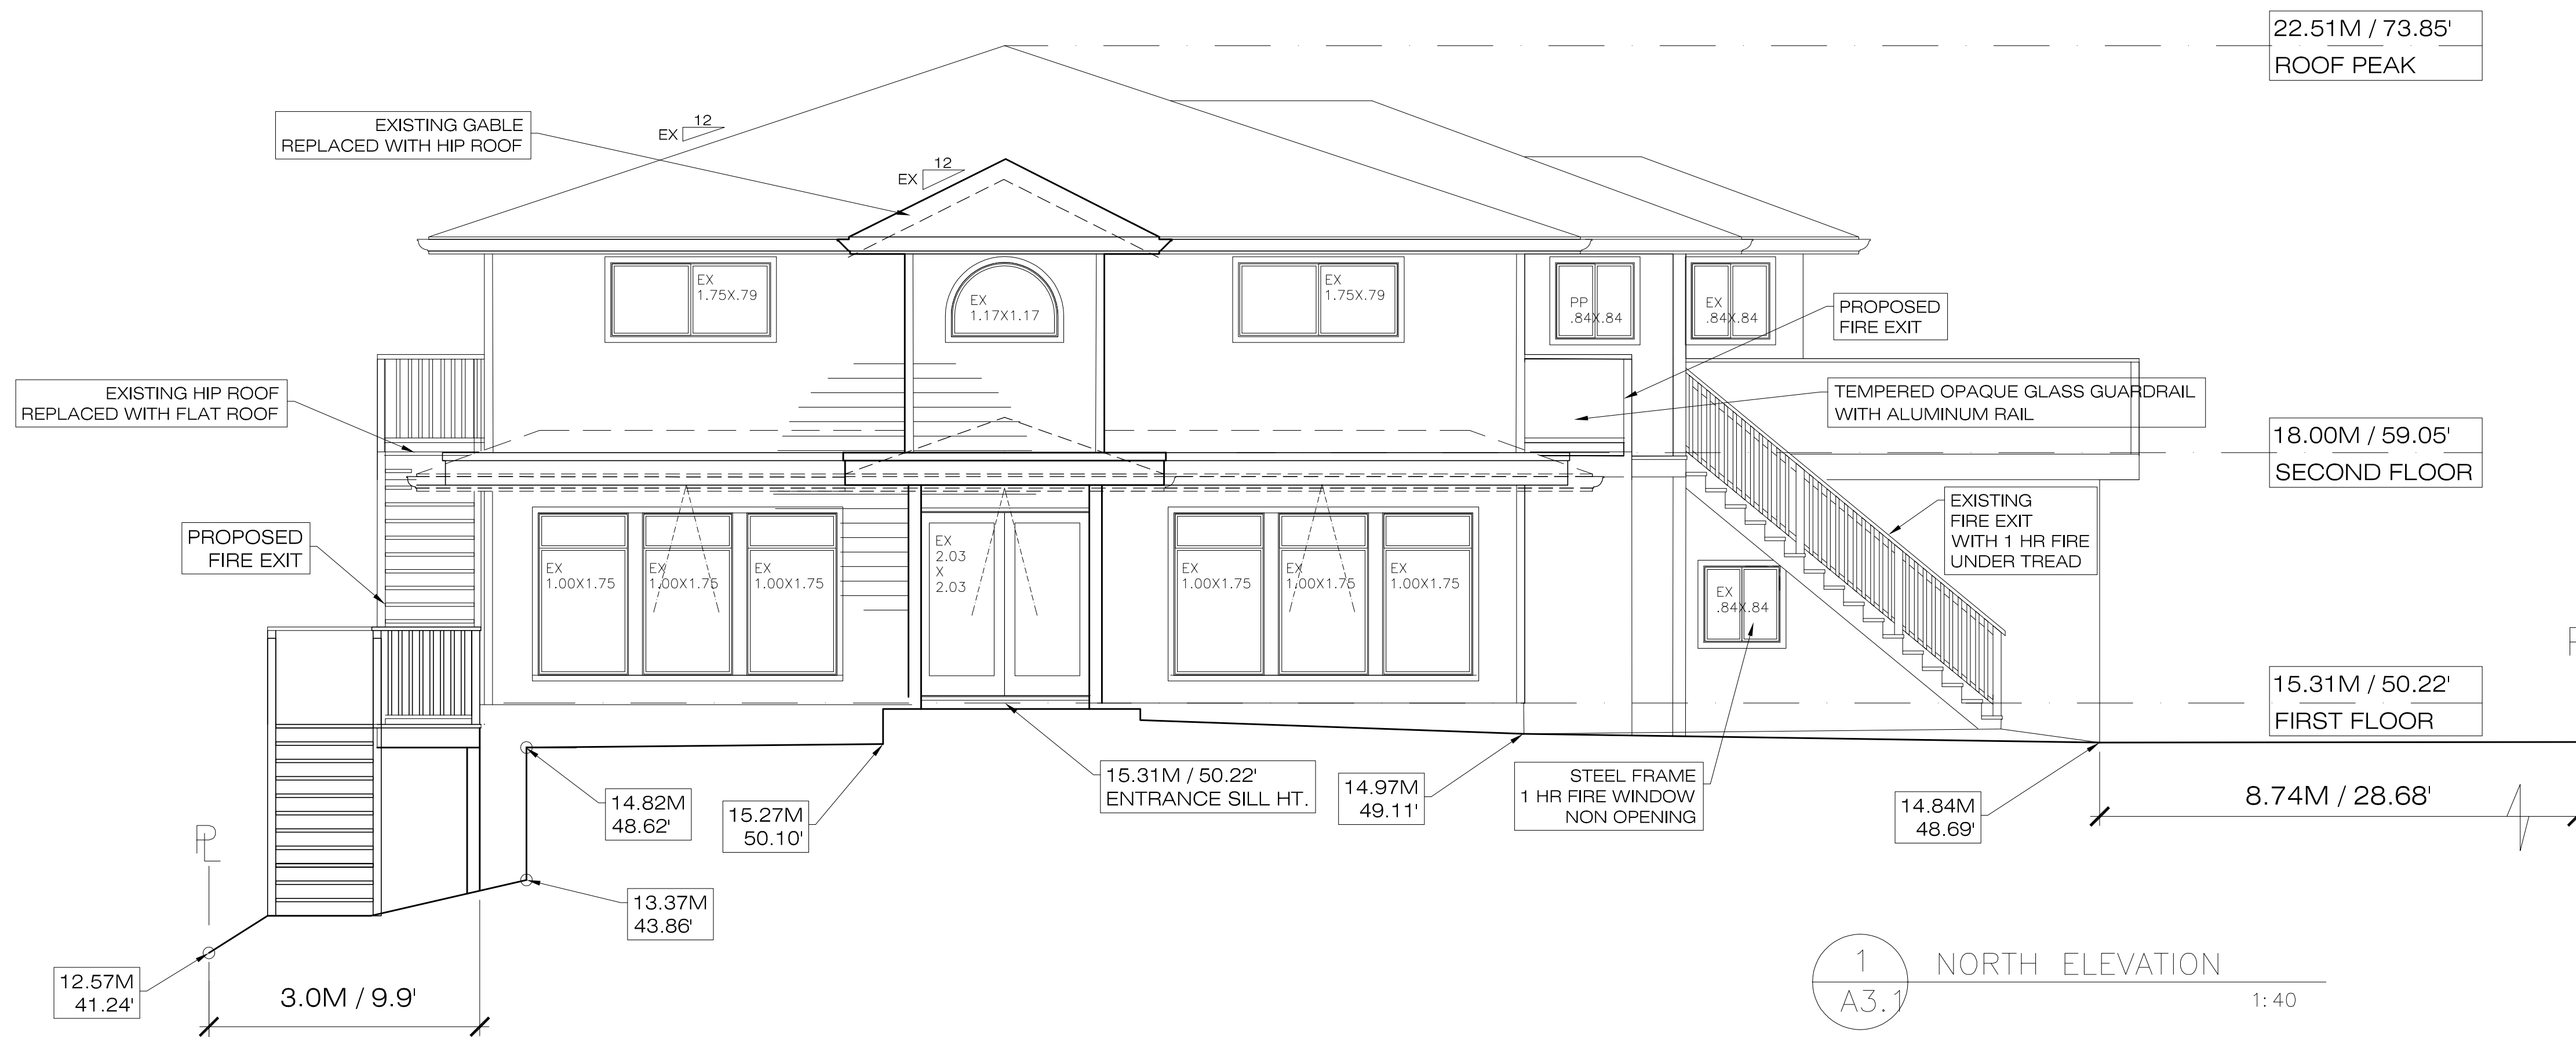 22.51M / 73.85'
ROOF PEAK
EXISTING GABLE
REPLACED WITH HIP ROOF
12
EX
12
EX
EX
1.75X.79
EX
1.17X1.17
EX
1.75X.79
PP
.84X.84
EX
.84X.84
PROPOSED
FIRE EXIT
EXISTING HIP ROOF
REPLACED WITH FLAT ROOF
TEMPERED OPAQUE GLASS GUARDRAIL
WITH ALUMINUM RAIL
18.00M / 59.05'
SECOND FLOOR
PROPOSED
FIRE EXIT
EXISTING
FIRE EXIT
WITH 1 HR FIRE
UNDER TREAD
EX
1.00X1.75
EX
1.00X1.75
EX
1.00X1.75
EX
2.03
X
2.03
EX
1.00X1.75
EX
1.00X1.75
EX
1.00X1.75
EX
.84X.84
15.31M / 50.22'
FIRST FLOOR
14.82M
48.62'
15.27M
50.10'
15.31M / 50.22'
ENTRANCE SILL HT.
14.97M
49.11'
STEEL FRAME
1 HR FIRE WINDOW
NON OPENING
14.84M
48.69'
8.74M / 28.68'
PL
13.37M
43.86'
12.57M
41.24'
3.0M / 9.9'
1
A3.1
NORTH ELEVATION
1:40